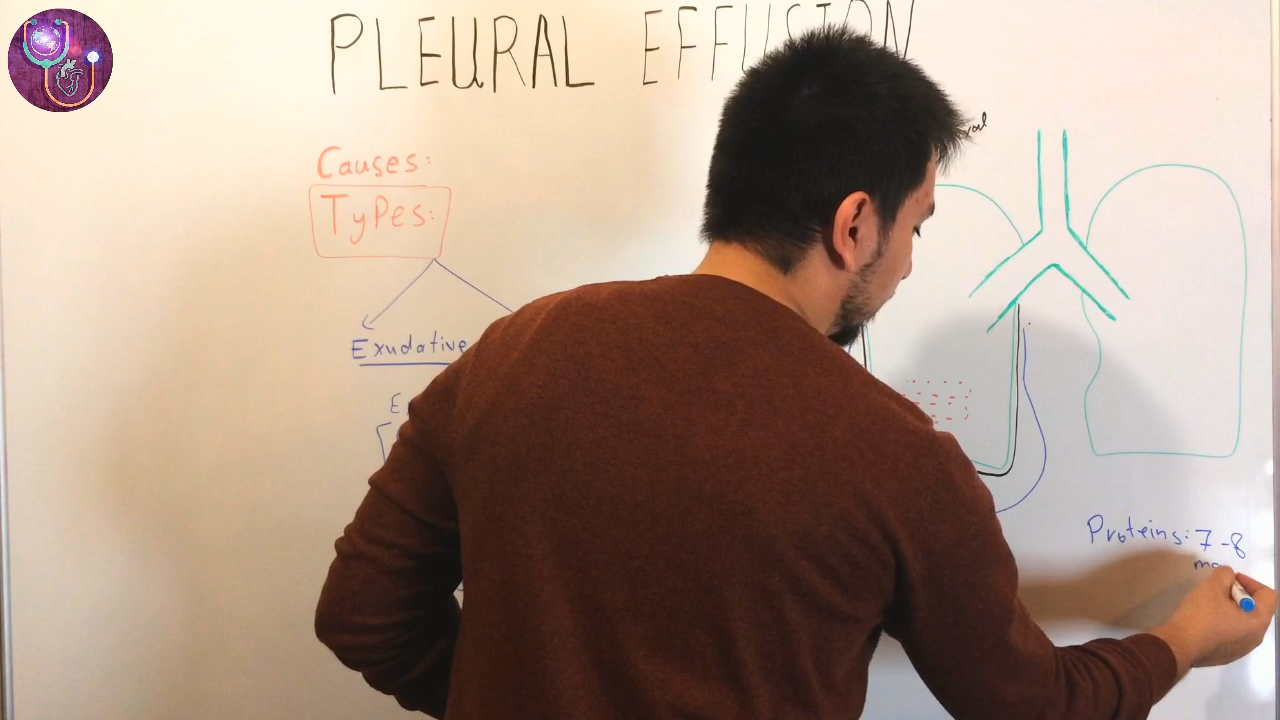 PLEURAL EFFUSION
Causes:
Types:
Exudative
Proteins: 7-8